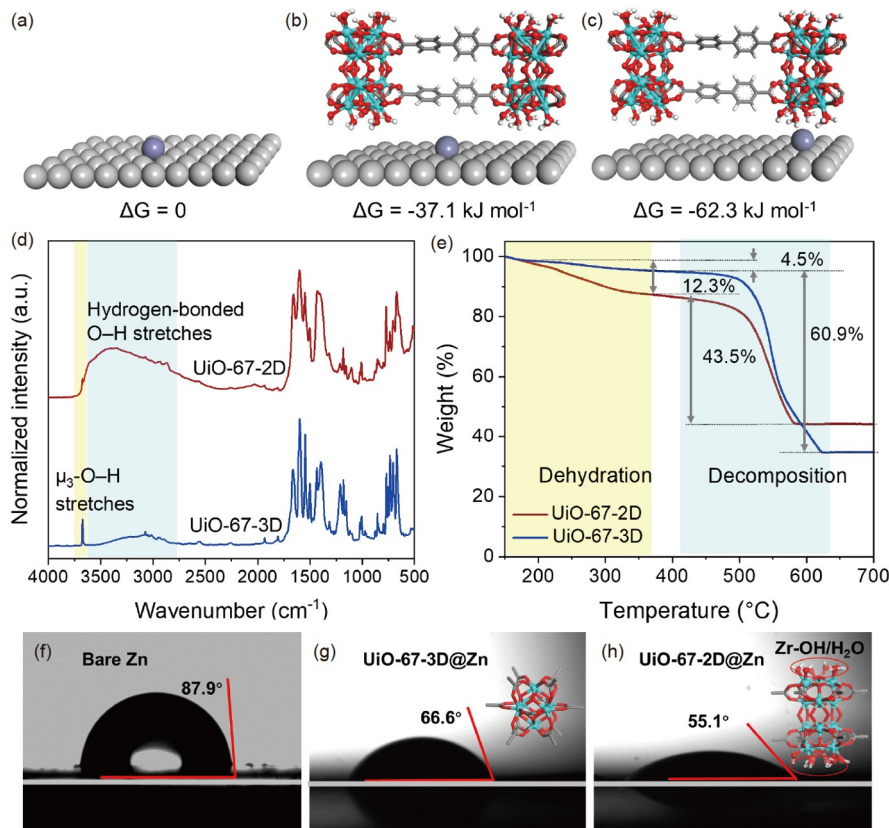 (a)
(b)
(c)
ΔG = 0
ΔG = -37.1 kJ mol⁻¹
ΔG = -62.3 kJ mol⁻¹
(d)
Normalized intensity (a.u.)
Hydrogen-bonded
O–H stretches
UiO-67-2D
μ₃-O–H
stretches
UiO-67-3D
4000 3500 3000 2500 2000 1500 1000 500
Wavenumber (cm⁻¹)
(e)
Weight (%)
100
80
60
40
20
0
4.5%
12.3%
60.9%
43.5%
Dehydration
Decomposition
UiO-67-2D
UiO-67-3D
200 300 400 500 600 700
Temperature (°C)
(f)
Bare Zn
87.9°
(g)
UiO-67-3D@Zn
66.6°
(h)
UiO-67-2D@Zn
Zr-OH/H₂O
55.1°